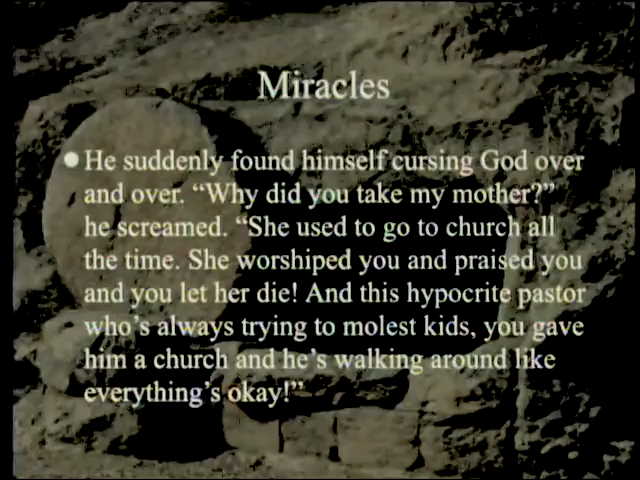 Miracles
• He suddenly found himself cursing God over
and over. “Why did you take my mother?”
he screamed. “She used to go to church all
the time. She worshiped you and praised you
and you let her die! And this hypocrite pastor
who’s always trying to molest kids, you gave
him a church and he’s walking around like
everything’s okay!”